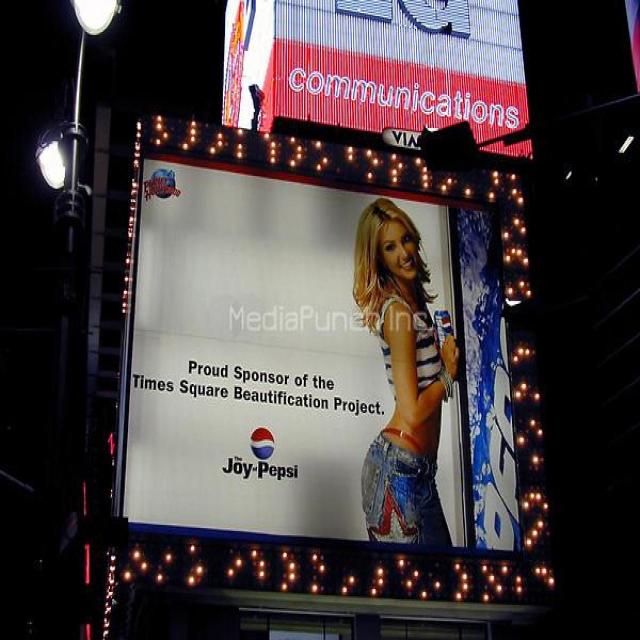 communications
VIA
MediaPunch Inc.
Proud Sponsor of the
Times Square Beautification Project.
The
Joy of Pepsi